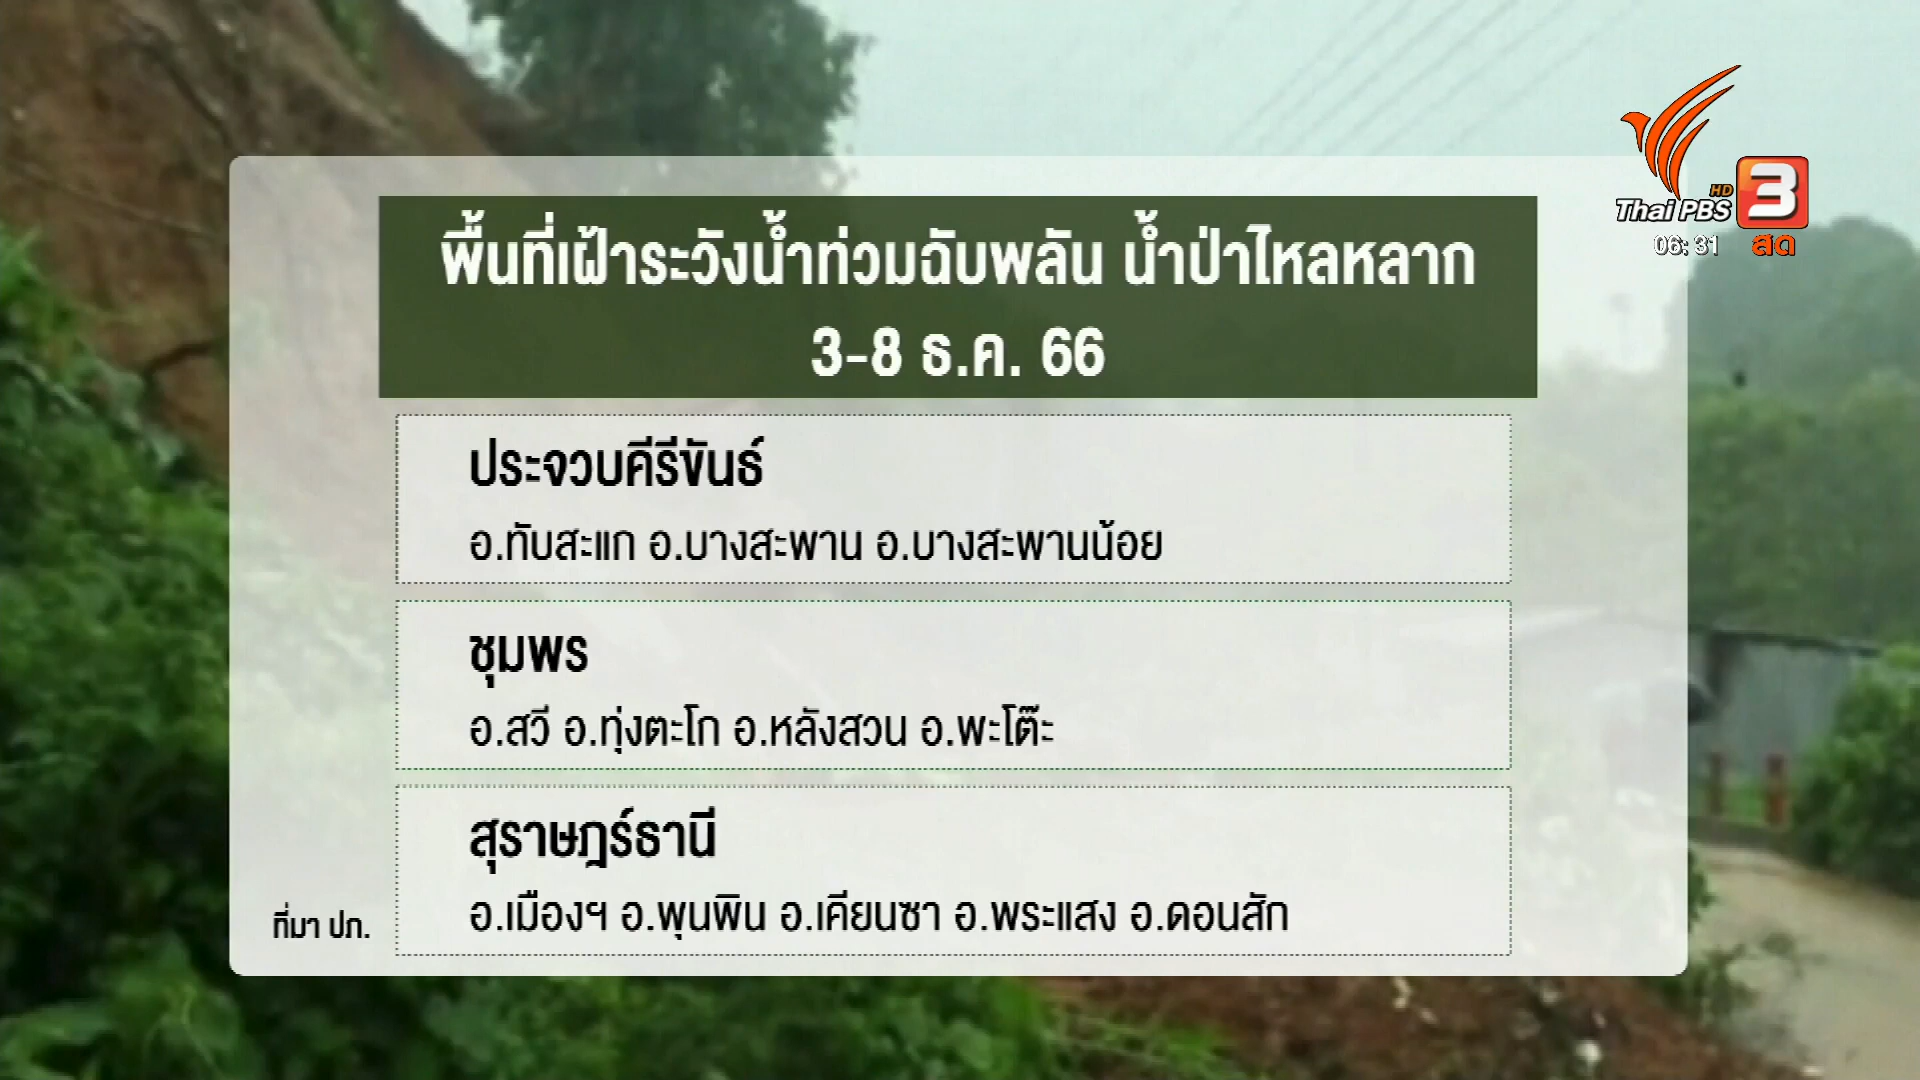 พื้นที่เฝ้าระวังน้ำท่วมฉับพลัน น้ำป่าไหลหลาก
3-8 ธ.ค. 66
ประจวบคีรีขันธ์
อ.ทับสะแก อ.บางสะพาน อ.บางสะพานน้อย
ชุมพร
อ.สวี อ.ทุ่งตะโก อ.หลังสวน อ.พะโต๊ะ
สุราษฎร์ธานี
อ.เมืองฯ อ.พุนพิน อ.เคียนซา อ.พระแสง อ.ดอนสัก
ที่มา ปภ.
HD
Thai PBS 3
06:31 สด